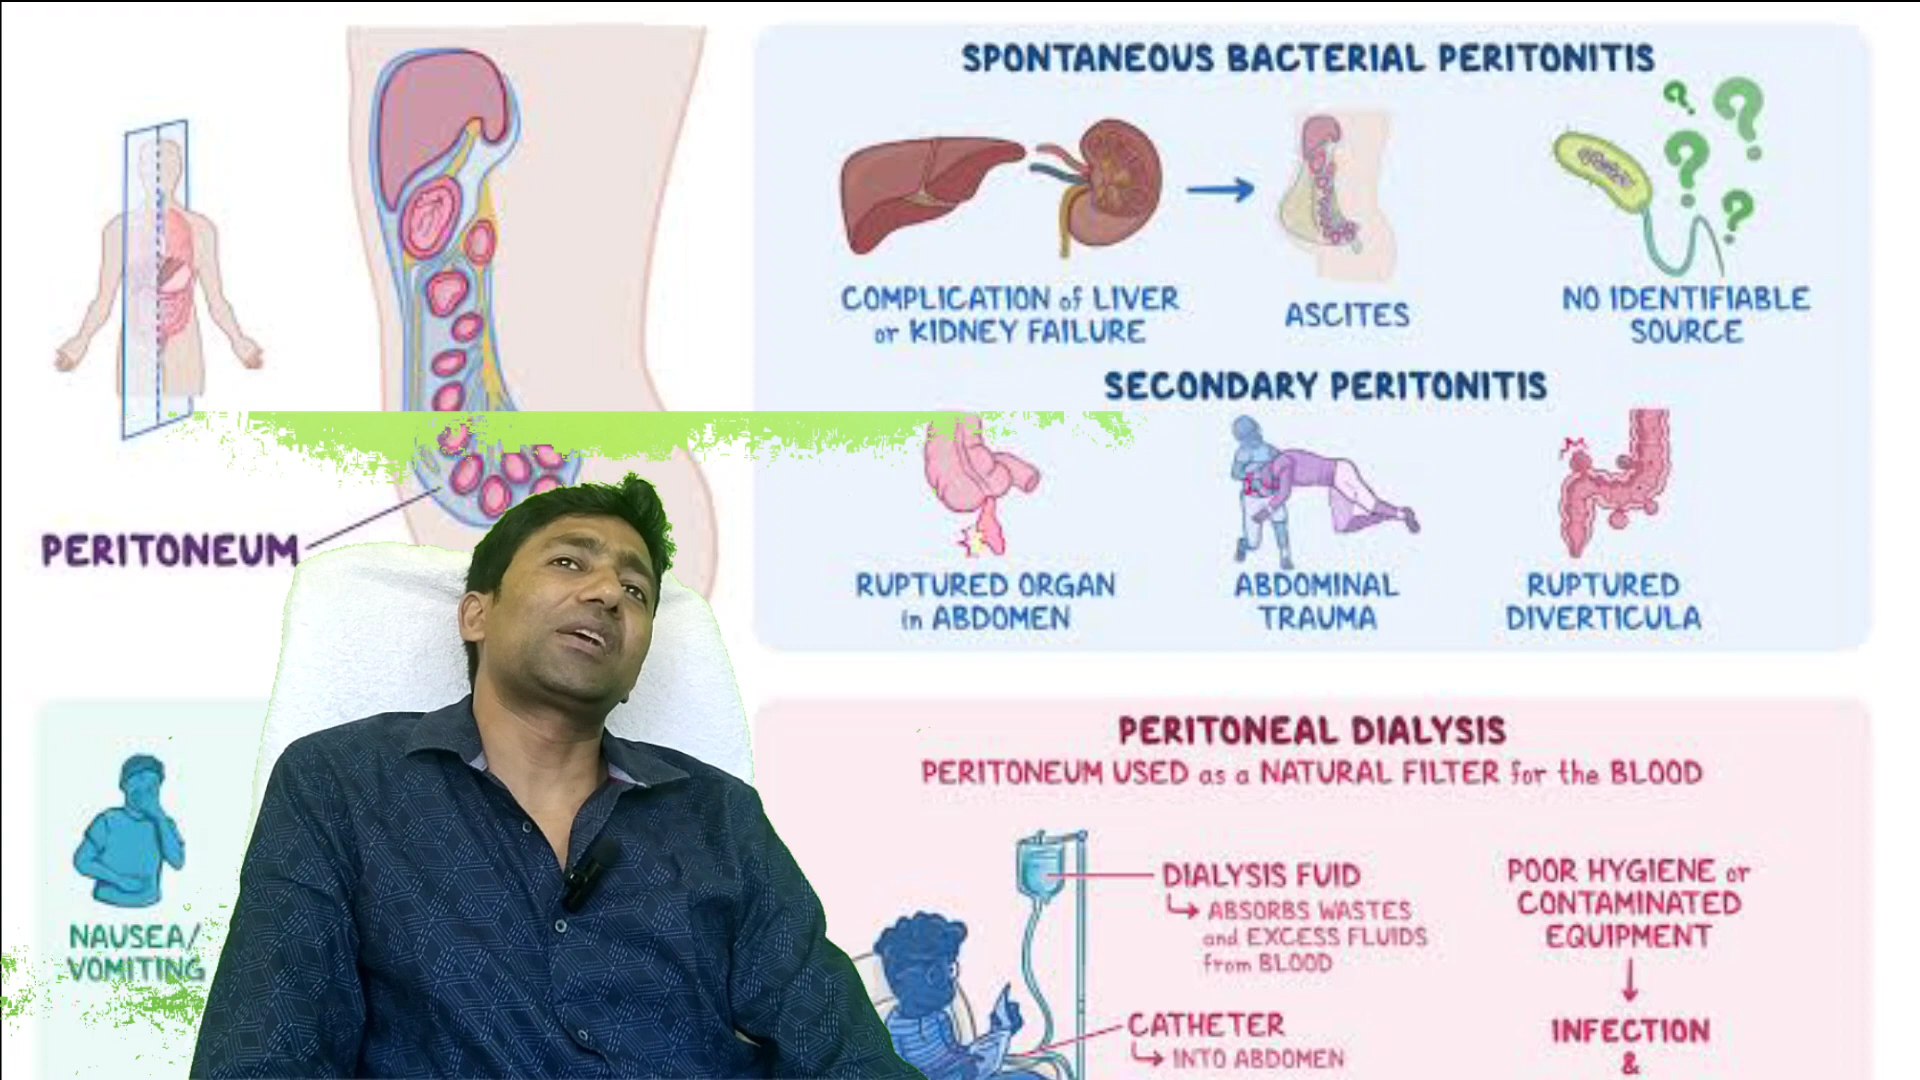 SPONTANEOUS BACTERIAL PERITONITIS
COMPLICATION of LIVER
or KIDNEY FAILURE
ASCITES
NO IDENTIFIABLE
SOURCE
SECONDARY PERITONITIS
PERITONEUM
RUPTURED ORGAN
in ABDOMEN
ABDOMINAL
TRAUMA
RUPTURED
DIVERTICULA
NAUSEA/
VOMITING
PERITONEAL DIALYSIS
PERITONEUM USED as a NATURAL FILTER for the BLOOD
DIALYSIS FUID
ABSORBS WASTES
and EXCESS FLUIDS
from BLOOD
CATHETER
INTO ABDOMEN
POOR HYGIENE or
CONTAMINATED
EQUIPMENT
INFECTION
&